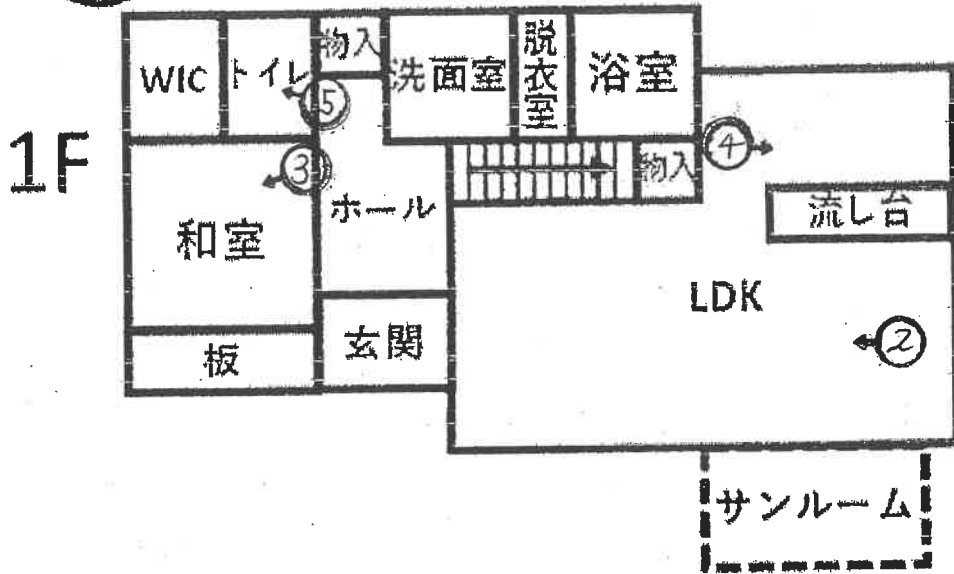 1F
WIC
トイレ
物入
洗面室
脱衣室
浴室
⑤
④
③
物入
ホール
流し台
和室
LDK
②
玄関
板
サンルーム